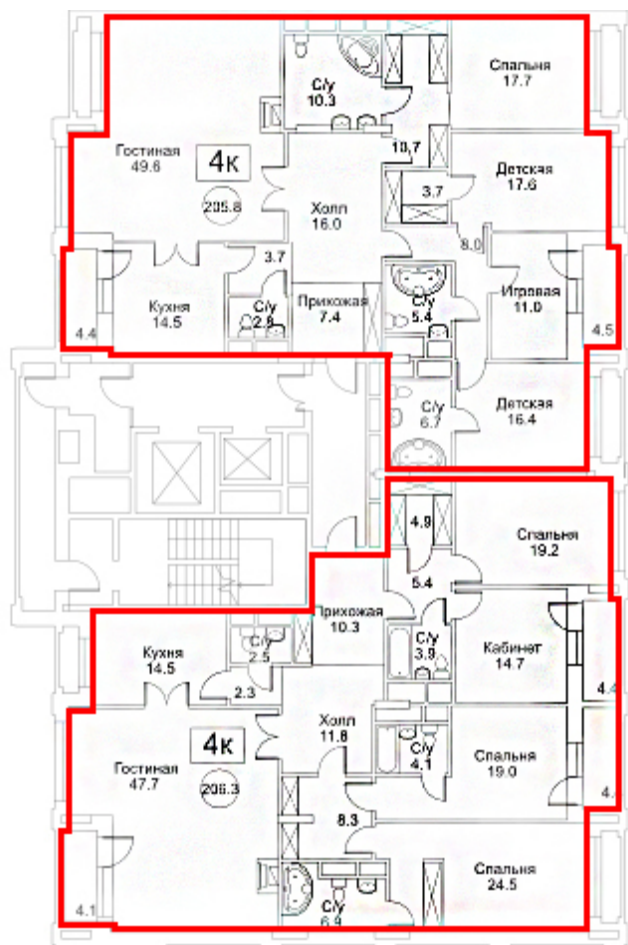 С/у
10.3
Спальня
17.7
Гостиная
49.6
4к
205.8
10.7
3.7
Детская
17.6
Холл
16.0
8.0
3.7
Кухня
14.5
С/у
2.8
Прихожая
7.4
С/у
5.4
Игровая
11.0
4.4
4.5
С/у
6.7
Детская
16.4
4.9
Спальня
19.2
5.4
Прихожая
10.3
Кухня
14.5
С/у
2.5
С/у
3.9
Кабинет
14.7
2.3
Холл
11.8
4к
206.3
Гостиная
47.7
С/у
4.1
Спальня
19.0
8.3
Спальня
24.5
4.1
С/у
6.9